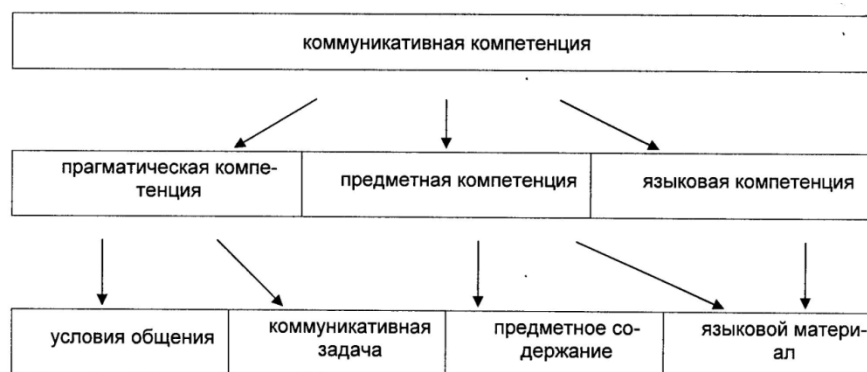 коммуникативная компетенция
прагматическая компе-
тенция
предметная компетенция
языковая компетенция
условия общения
коммуникативная
задача
предметное со-
держание
языковой матери-
ал